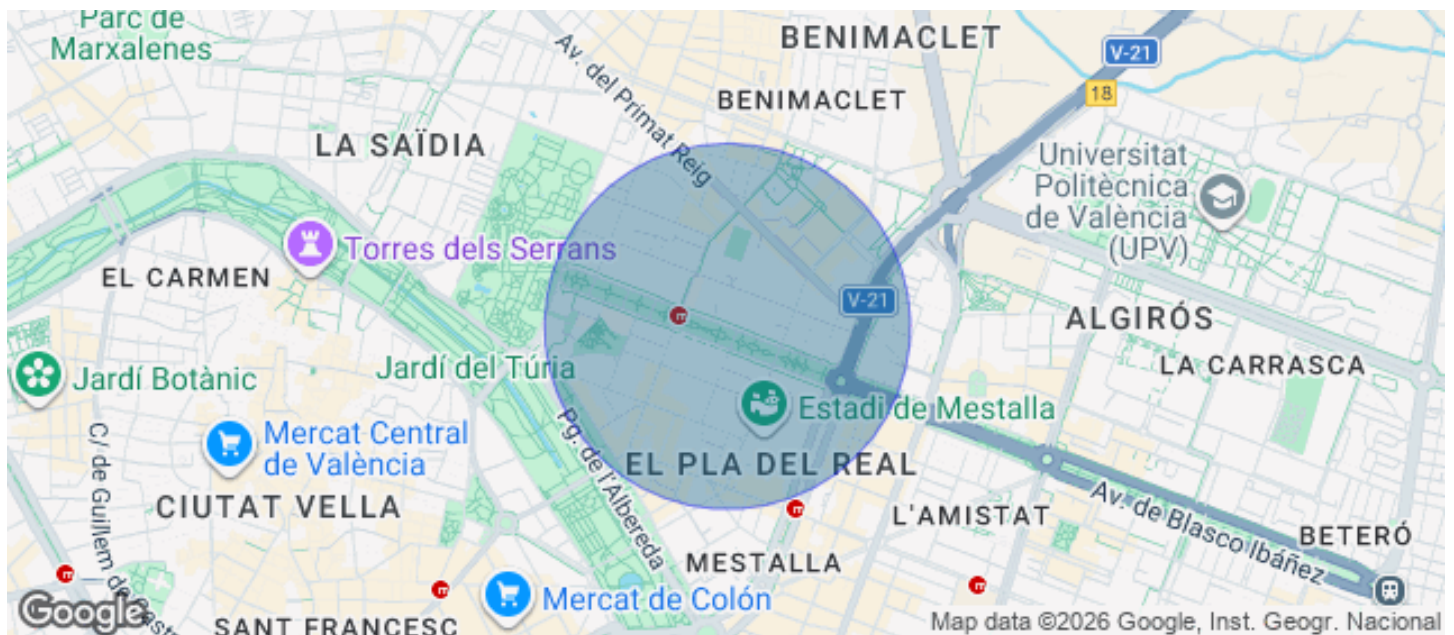 Parc de
Marxalenes
BENIMACLET
V-21
Av. del Primat Reig
18
BENIMACLET
LA SAÏDIA
Universitat
Politècnica
de València
(UPV)
Torres dels Serrans
EL CARMEN
V-21
ALGIRÓS
LA CARRASCA
Jardí Botànic
Jardí del Túria
Estadi de Mestalla
Mercat Central
de València
Pg. de l'Albereda
EL PLA DEL REAL
C/ de Guillem de
CIUTAT VELLA
L'AMISTAT
Av. de Blasco Ibáñez
BETERÓ
MESTALLA
Mercat de Colón
Google
SANT FRANCESC
Map data ©2026 Google, Inst. Geogr. Nacional